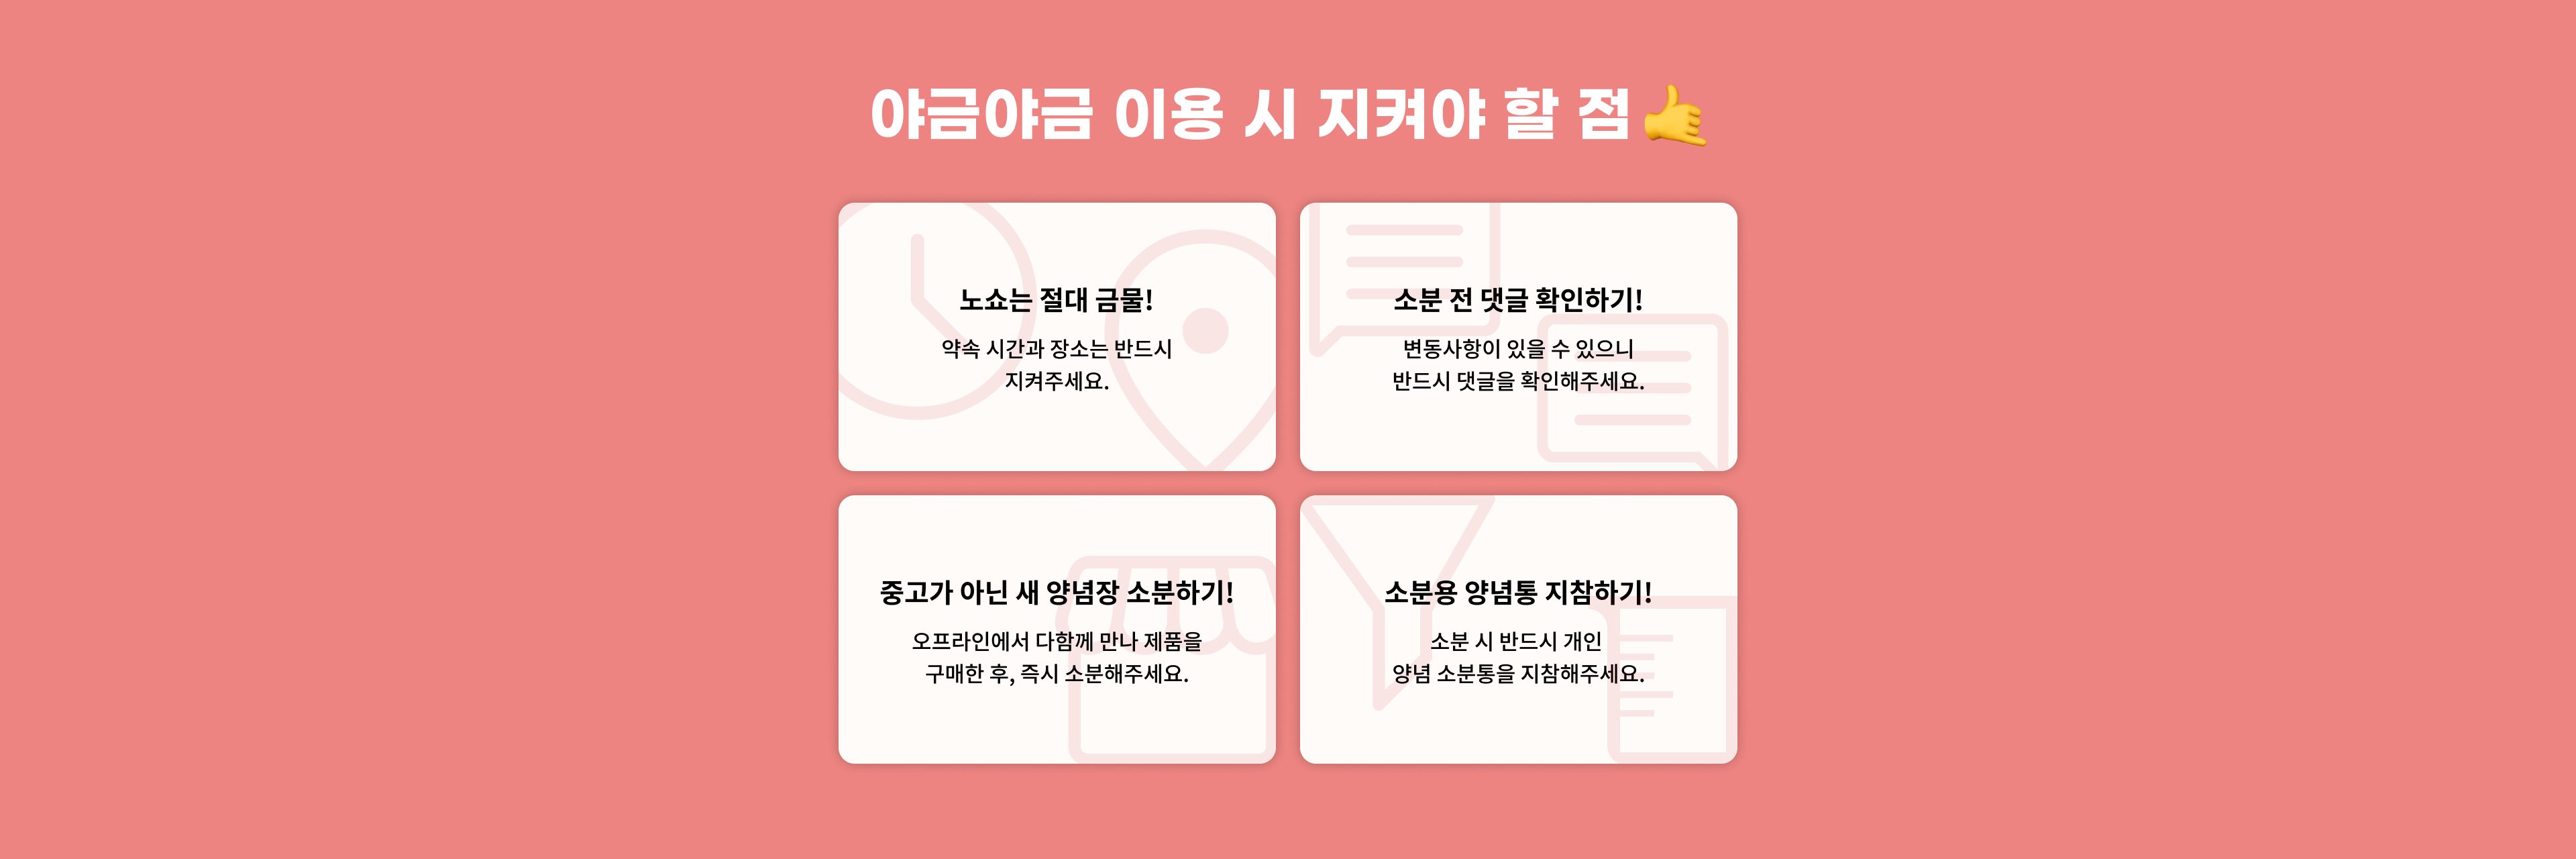 야금야금 이용 시 지켜야 할 점🤙
노쇼는 절대 금물!
약속 시간과 장소는 반드시
지켜주세요.
소분 전 댓글 확인하기!
변동사항이 있을 수 있으니
반드시 댓글을 확인해주세요.
중고가 아닌 새 양념장 소분하기!
오프라인에서 다함께 만나 제품을
구매한 후, 즉시 소분해주세요.
소분용 양념통 지참하기!
소분 시 반드시 개인
양념 소분통을 지참해주세요.